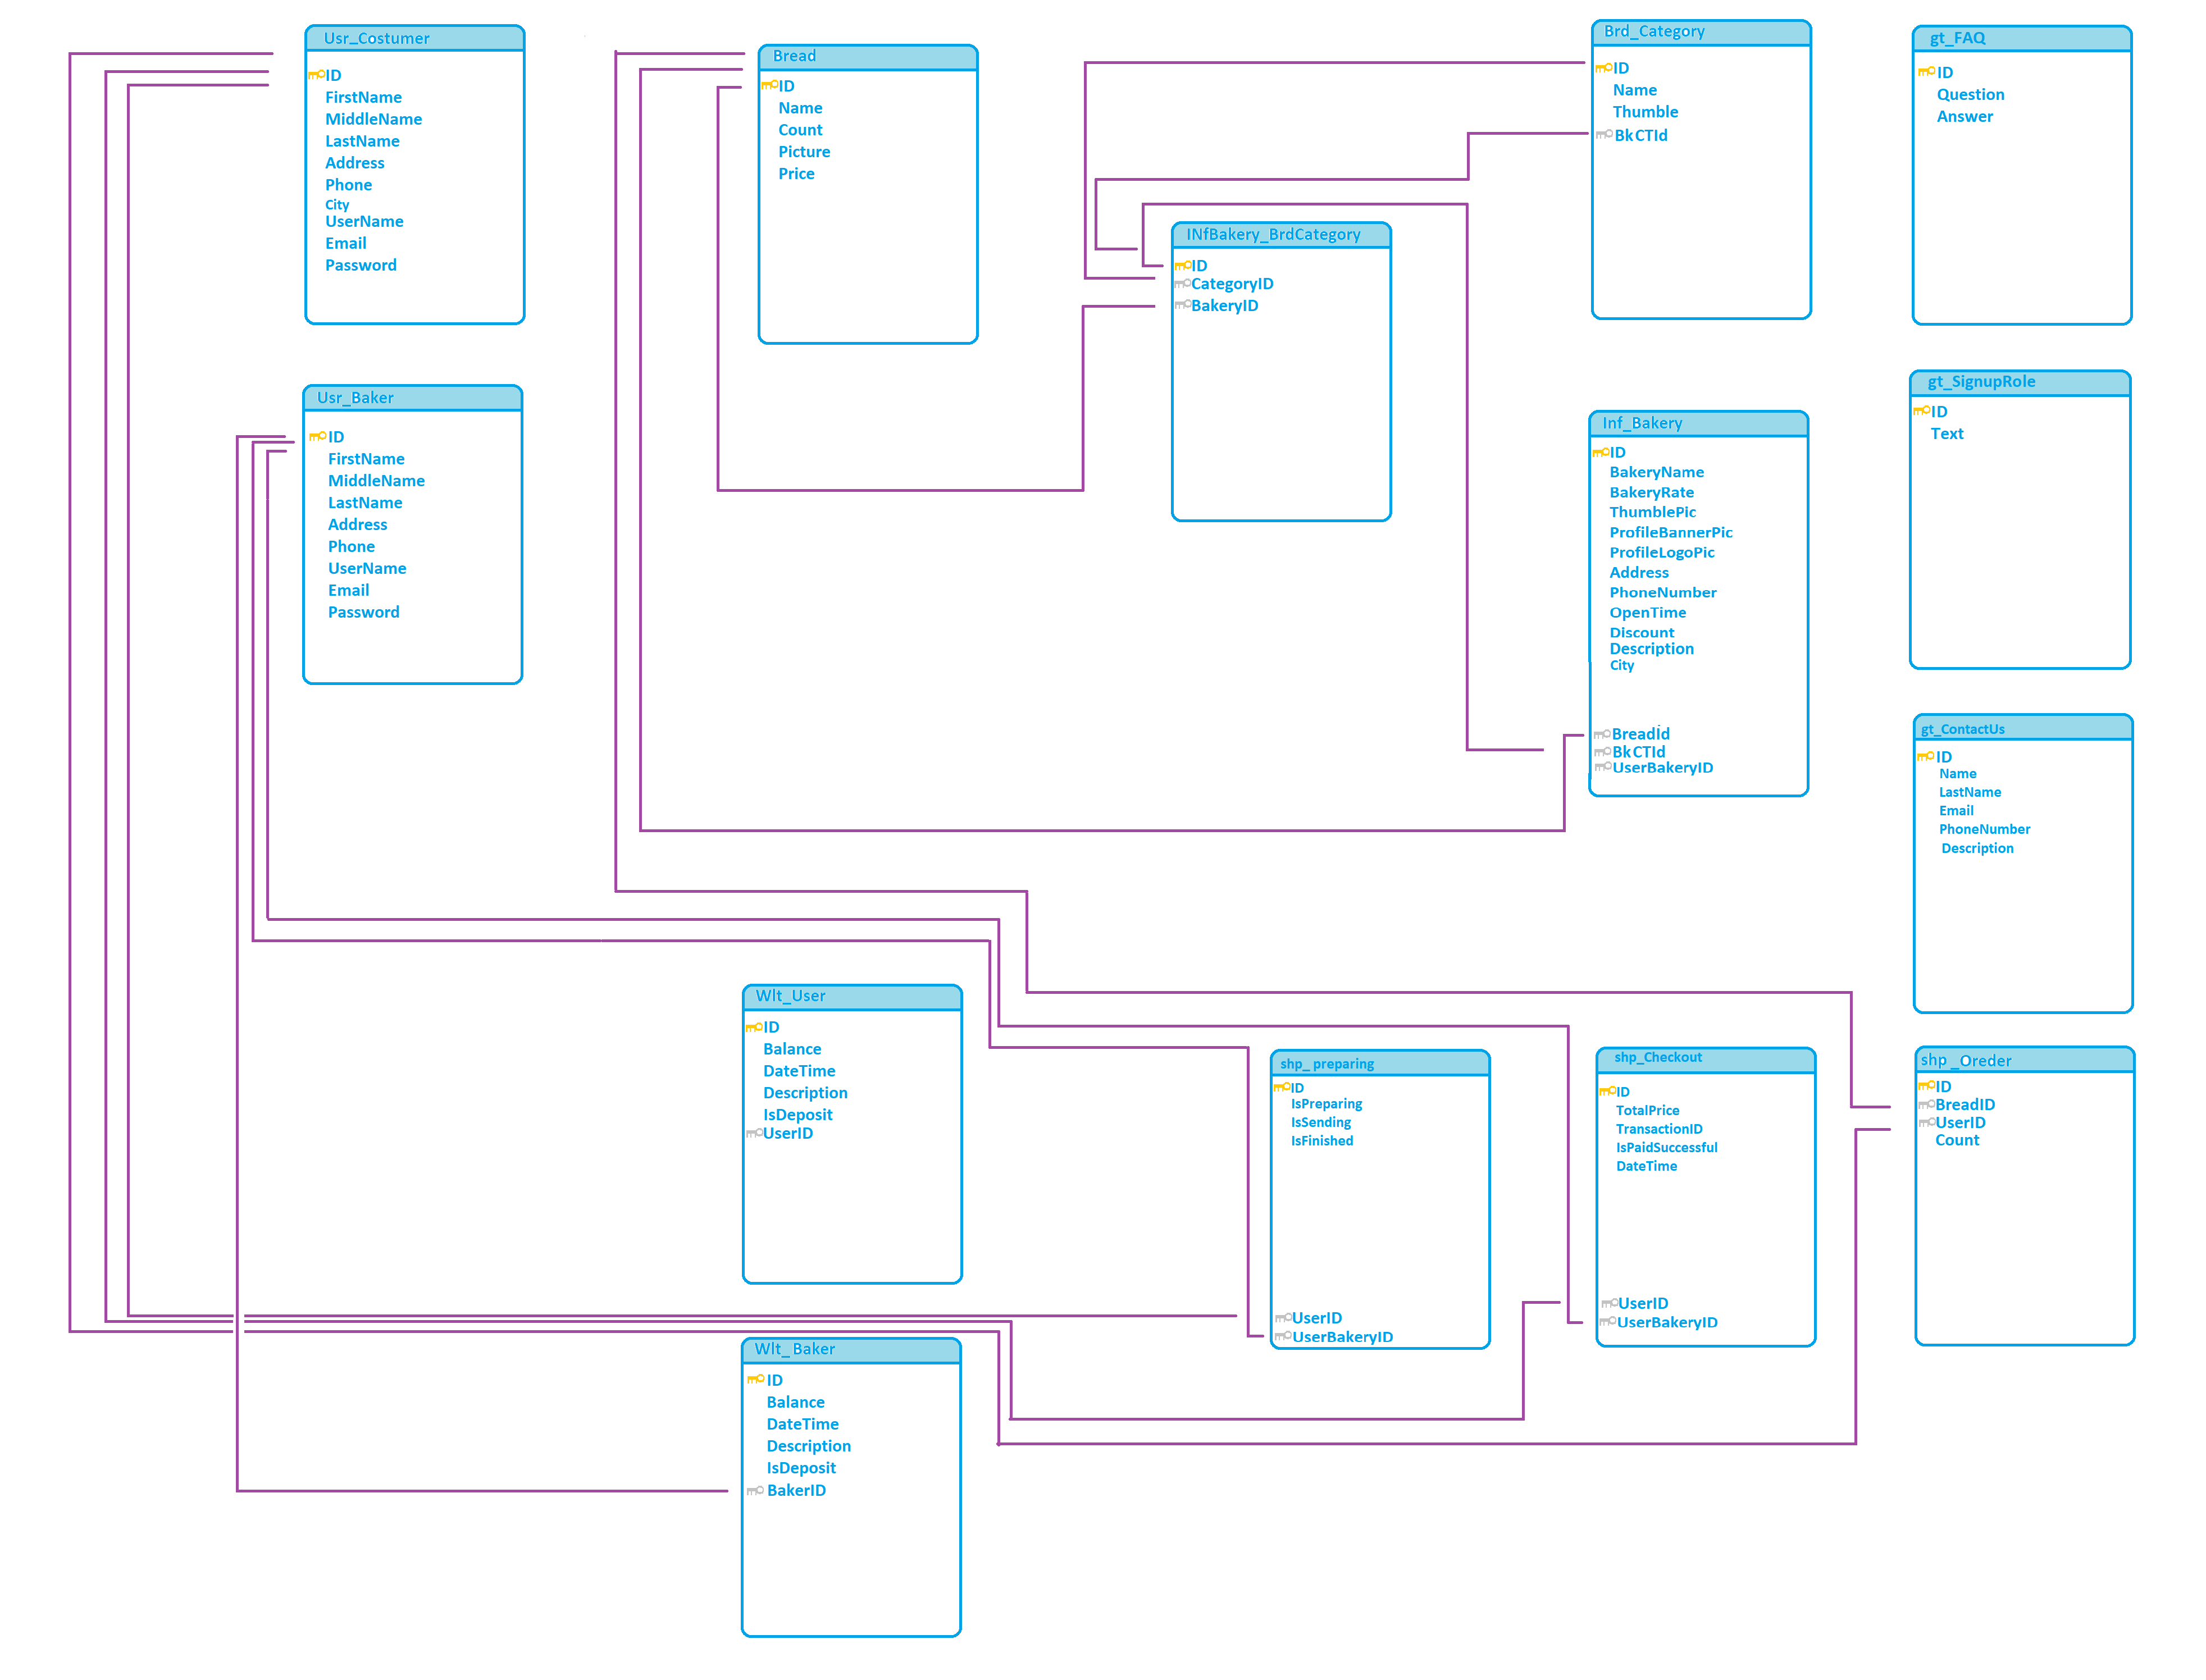 Usr_Costumer
ID
FirstName
MiddleName
LastName
Address
Phone
City
UserName
Email
Password
Bread
ID
Name
Count
Picture
Price
Brd_Category
ID
Name
Thumble
BkCTId
gt_FAQ
ID
Question
Answer
INfBakery_BrdCategory
ID
CategoryID
BakeryID
Usr_Baker
ID
FirstName
MiddleName
LastName
Address
Phone
UserName
Email
Password
Inf_Bakery
ID
BakeryName
BakeryRate
ThumblePic
ProfileBannerPic
ProfileLogoPic
Address
PhoneNumber
OpenTime
Discount
Description
City
BreadId
BkCTId
UserBakeryID
gt_SignupRole
ID
Text
gt_ContactUs
ID
Name
LastName
Email
PhoneNumber
Description
Wlt_User
ID
Balance
DateTime
Description
IsDeposit
UserID
shp_ preparing
ID
IsPreparing
IsSending
IsFinished
UserID
UserBakeryID
shp_Checkout
ID
TotalPrice
TransactionID
IsPaidSuccessful
DateTime
UserID
UserBakeryID
shp_Oreder
ID
BreadID
UserID
Count
Wlt_Baker
ID
Balance
DateTime
Description
IsDeposit
BakerID